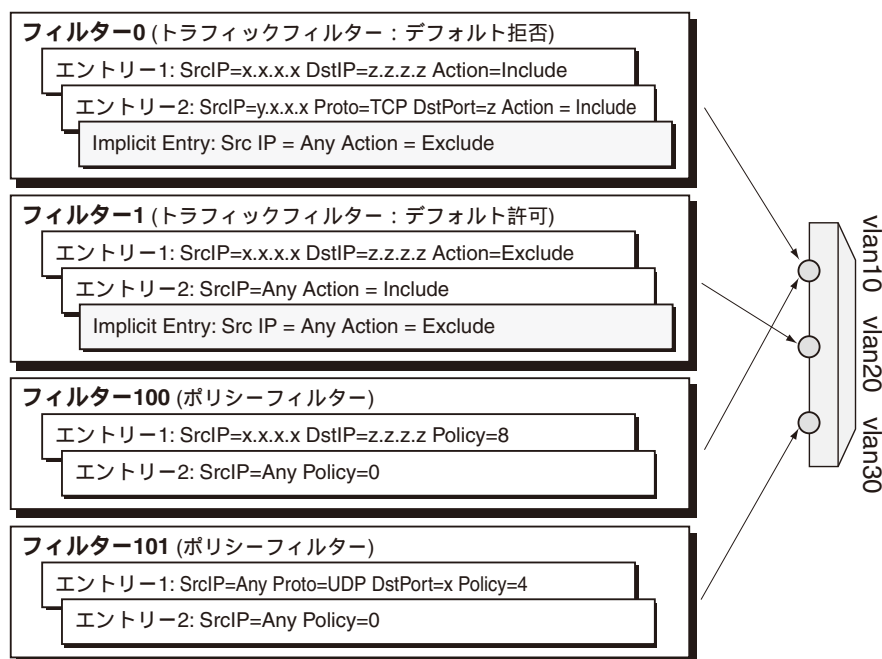 フィルター0 (トラフィックフィルター：デフォルト拒否)
エントリー1: SrcIP=x.x.x.x DstIP=z.z.z.z Action=Include
エントリー2: SrcIP=y.x.x.x Proto=TCP DstPort=z Action = Include
Implicit Entry: Src IP = Any Action = Exclude
フィルター1 (トラフィックフィルター：デフォルト許可)
エントリー1: SrcIP=x.x.x.x DstIP=z.z.z.z Action=Exclude
エントリー2: SrcIP=Any Action = Include
Implicit Entry: Src IP = Any Action = Exclude
フィルター100 (ポリシーフィルター)
エントリー1: SrcIP=x.x.x.x DstIP=z.z.z.z Policy=8
エントリー2: SrcIP=Any Policy=0
フィルター101 (ポリシーフィルター)
エントリー1: SrcIP=Any Proto=UDP DstPort=x Policy=4
エントリー2: SrcIP=Any Policy=0
vlan10
vlan20
vlan30